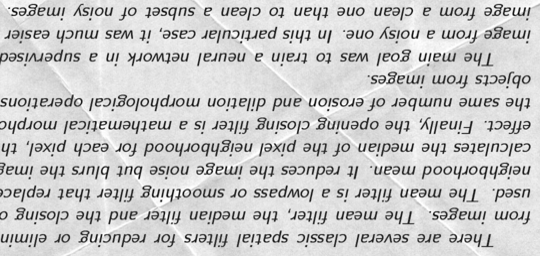 There are several classic spatial filters for reducing or elimin
from images. The mean filter, the median filter and the closing o
used. The mean filter is a lowpass or smoothing filter that replace
neighborhood mean. It reduces the image noise but blurs the imag
calculates the median of the pixel neighborhood for each pixel, th
effect. Finally, the opening closing filter is a mathematical morpho
the same number of erosion and dilation morphological operations
objects from images.
The main goal was to train a neural network in a supervised
image from a noisy one. In this particular case, it was much easier
image from a clean one than to clean a subset of noisy images.